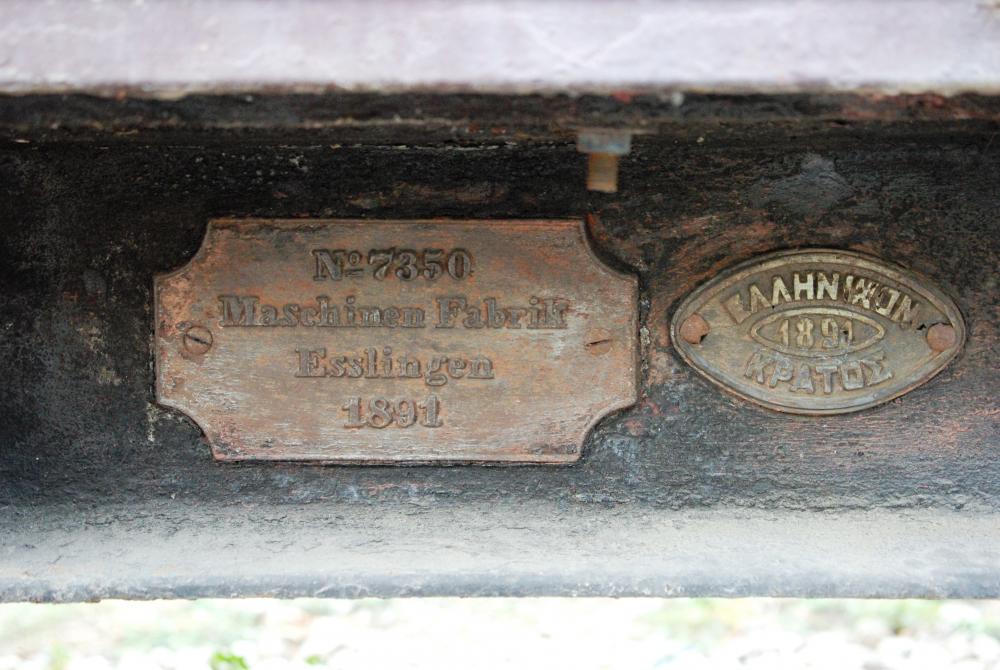 Nº 7350
Maschinen Fabrik
Esslingen
1891
ΕΛΛΗΝΙΚΟΝ
1891
ΚΡΑΤΟΣ